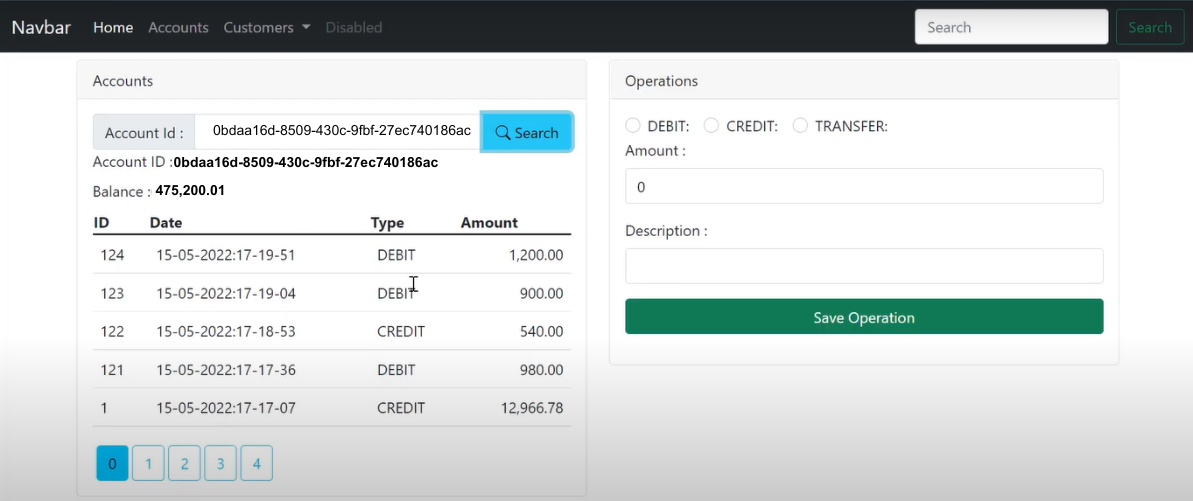 Navbar Home Accounts Customers Disabled Search Search
Accounts
Account Id : 0bdaa16d-8509-430c-9fbf-27ec740186ac Search
Account ID :0bdaa16d-8509-430c-9fbf-27ec740186ac
Balance : 475,200.01
ID Date Type Amount
124 15-05-2022:17-19-51 DEBIT 1,200.00
123 15-05-2022:17-19-04 DEBIT 900.00
122 15-05-2022:17-18-53 CREDIT 540.00
121 15-05-2022:17-17-36 DEBIT 980.00
1 15-05-2022:17-17-07 CREDIT 12,966.78
0 1 2 3 4
Operations
DEBIT: CREDIT: TRANSFER:
Amount :
0
Description :
Save Operation